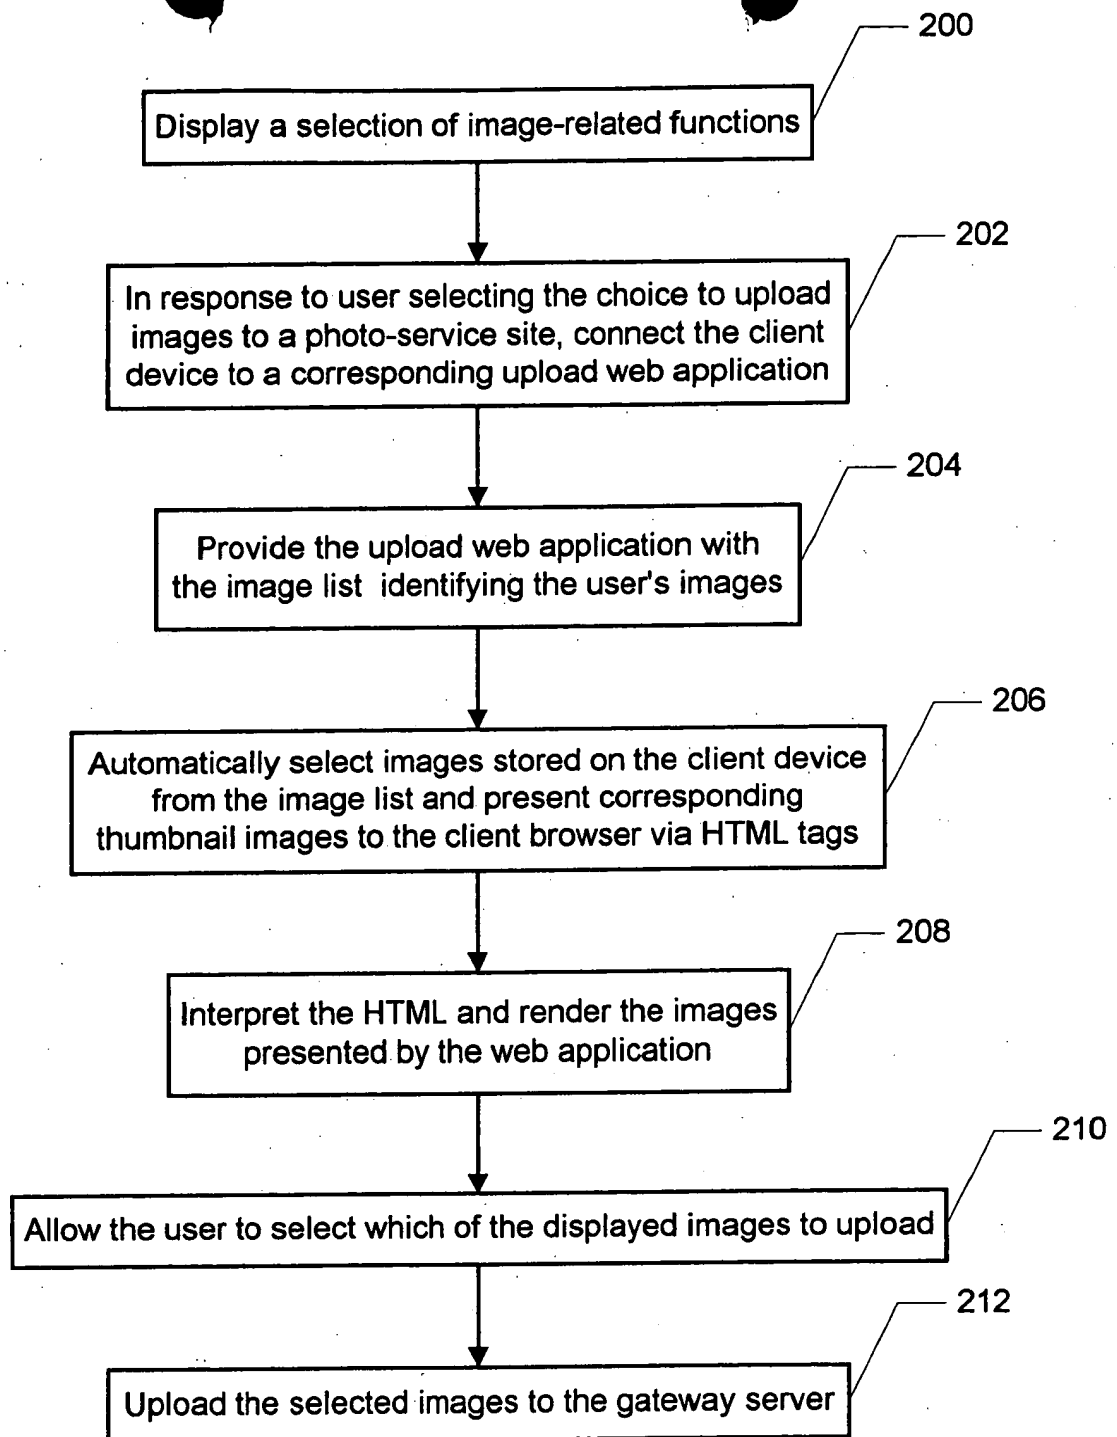 200
Display a selection of image-related functions
202
In response to user selecting the choice to upload
images to a photo-service site, connect the client
device to a corresponding upload web application
204
Provide the upload web application with
the image list identifying the user's images
206
Automatically select images stored on the client device
from the image list and present corresponding
thumbnail images to the client browser via HTML tags
208
Interpret the HTML and render the images
presented by the web application
210
Allow the user to select which of the displayed images to upload
212
Upload the selected images to the gateway server